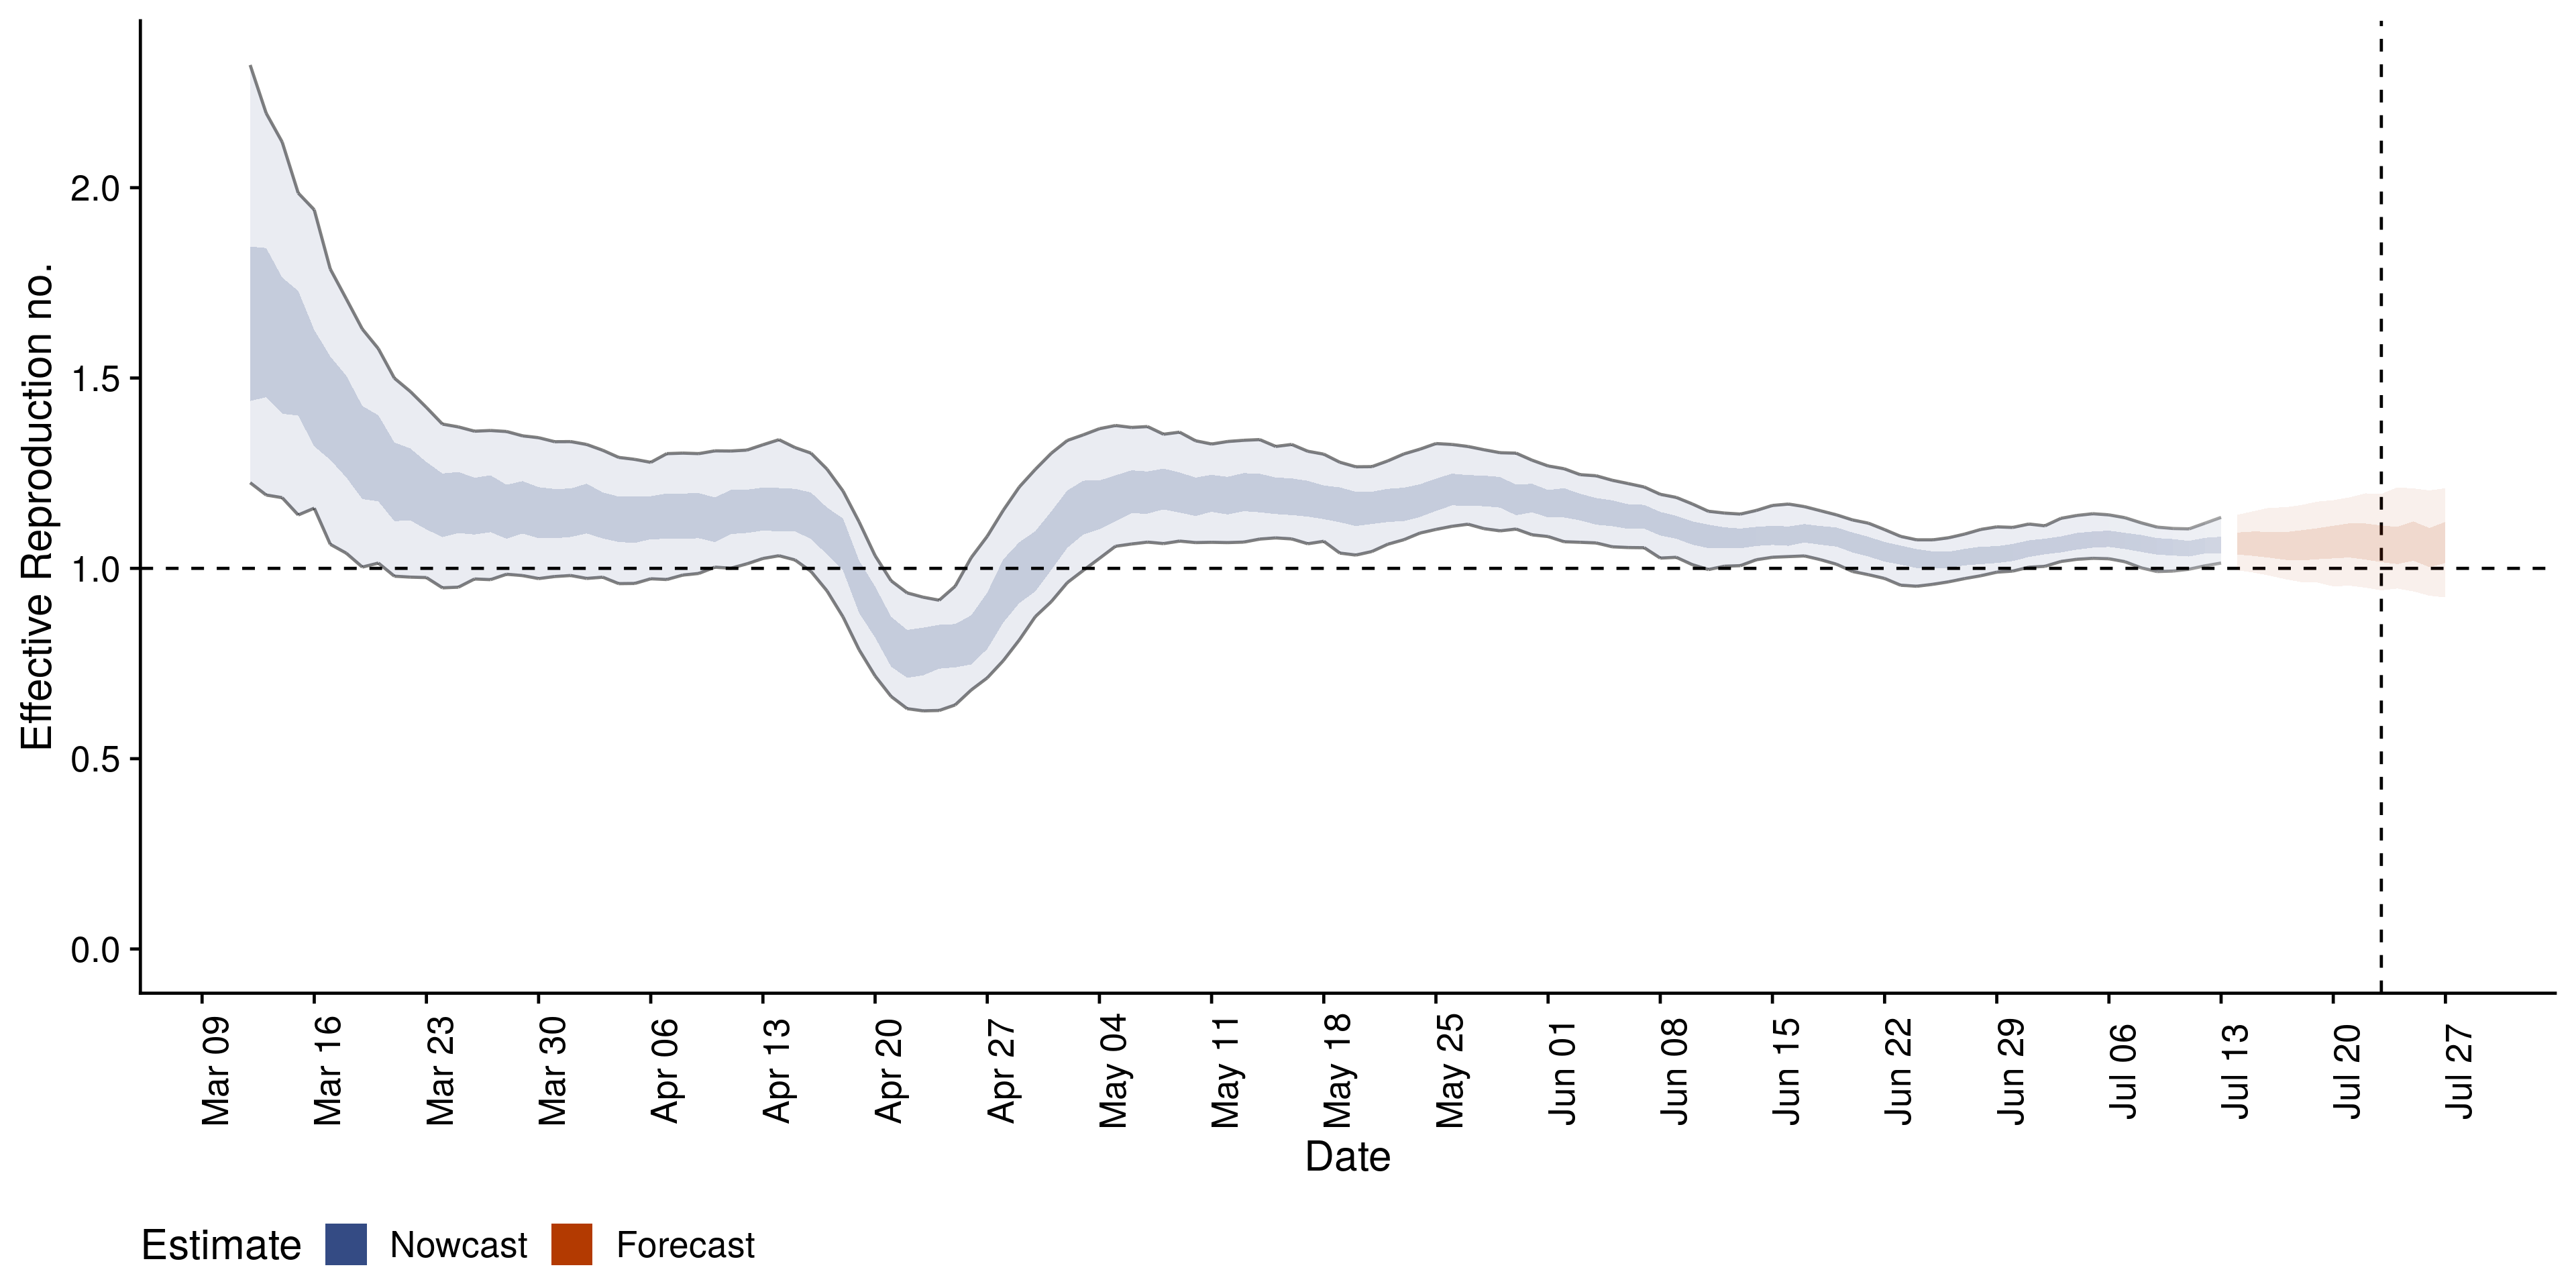 Effective Reproduction no.
2.0
1.5
1.0
0.5
0.0
Mar 09
Mar 16
Mar 23
Mar 30
Apr 06
Apr 13
Apr 20
Apr 27
May 04
May 11
May 18
May 25
Jun 01
Jun 08
Jun 15
Jun 22
Jun 29
Jul 06
Jul 13
Jul 20
Jul 27
Date
Estimate Nowcast Forecast